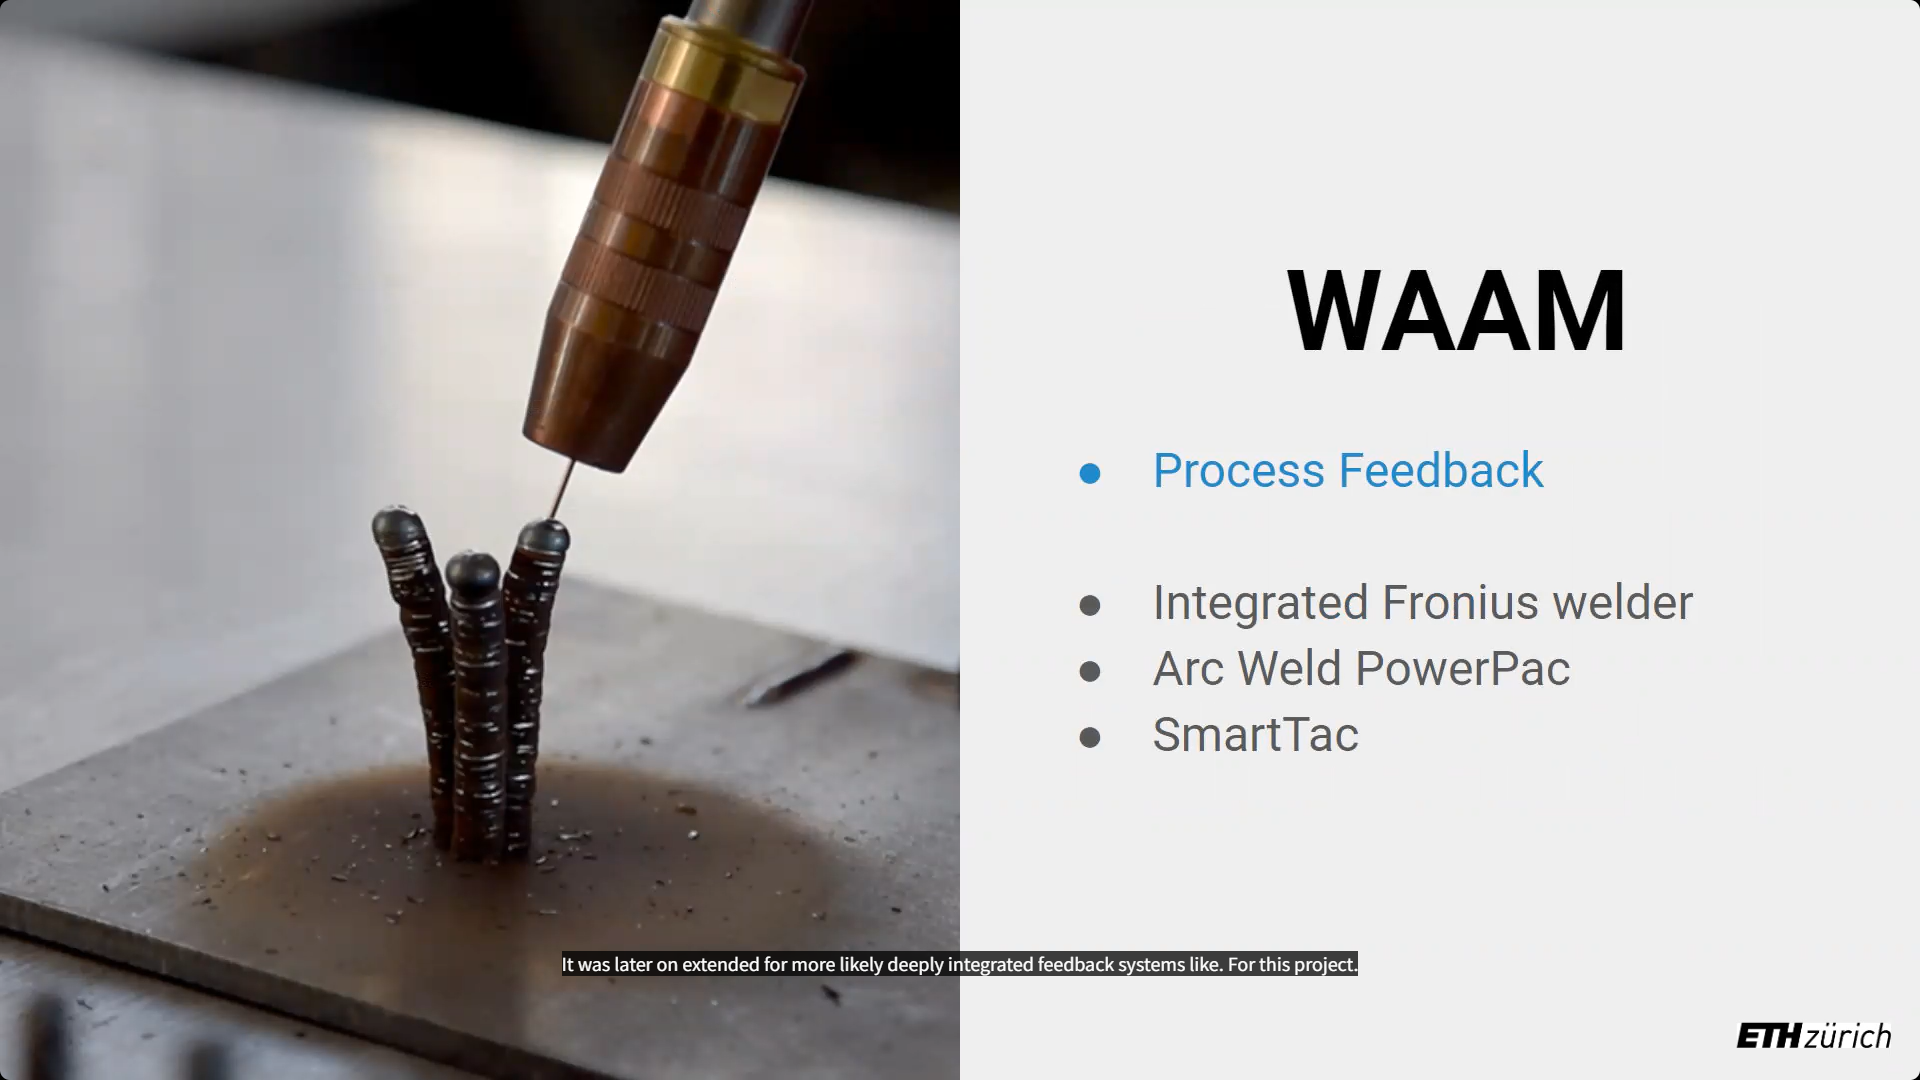 WAAM
Process Feedback
Integrated Fronius welder
Arc Weld PowerPac
SmartTac
It was later on extended for more likely deeply integrated feedback systems like. For this project.
ETH zürich